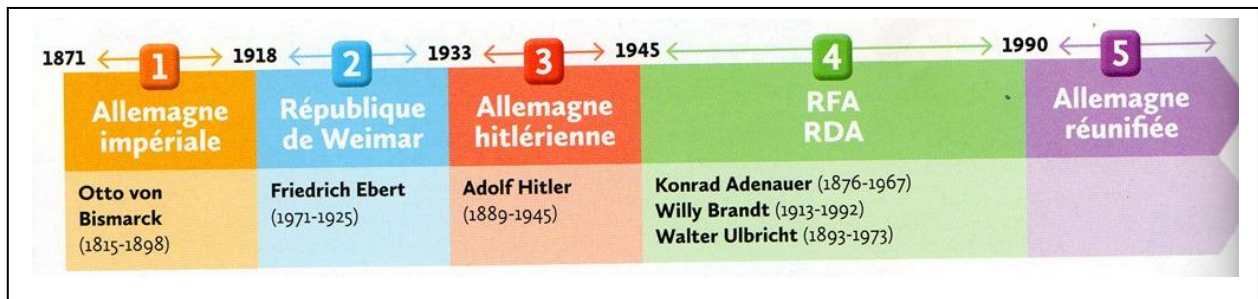 1871
1
1918
2
1933
3
1945
4
1990
5
Allemagne
impériale
République
de Weimar
Allemagne
hitlérienne
RFA
RDA
Allemagne
réunifiée
Otto von
Bismarck
(1815-1898)
Friedrich Ebert
(1971-1925)
Adolf Hitler
(1889-1945)
Konrad Adenauer (1876-1967)
Willy Brandt (1913-1992)
Walter Ulbricht (1893-1973)